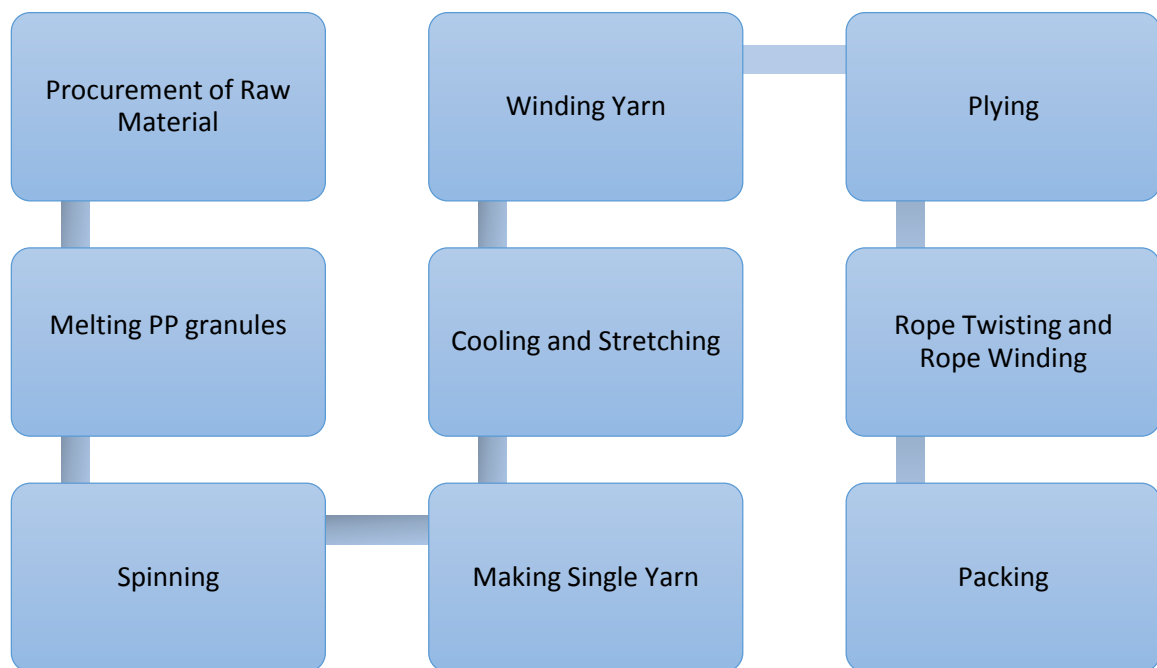 Procurement of Raw
Material
Melting PP granules
Spinning
Making Single Yarn
Cooling and Stretching
Winding Yarn
Plying
Rope Twisting and
Rope Winding
Packing